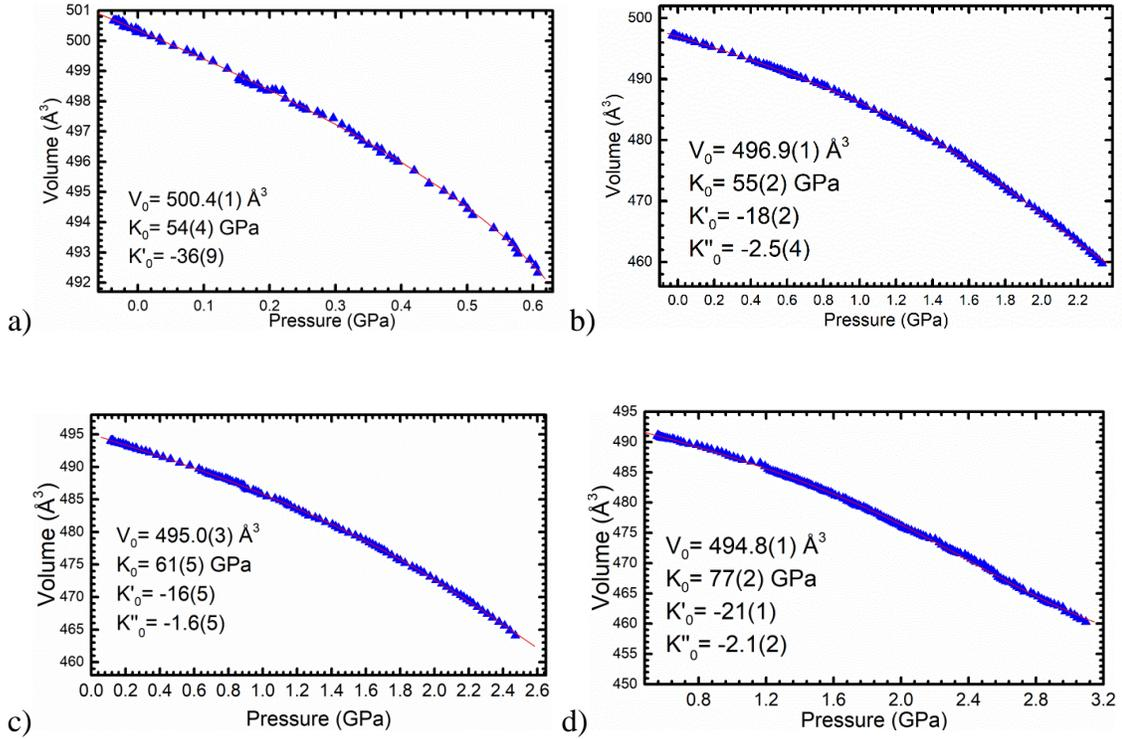 501
500
499
498
497
496
495
494
493
492
Volume (Å³)
V₀= 500.4(1) Å³
K₀= 54(4) GPa
K'₀= -36(9)
0.0 0.1 0.2 0.3 0.4 0.5 0.6
Pressure (GPa)
a)
500
490
480
470
460
Volume (Å³)
V₀= 496.9(1) Å³
K₀= 55(2) GPa
K'₀= -18(2)
K"₀= -2.5(4)
0.0 0.2 0.4 0.6 0.8 1.0 1.2 1.4 1.6 1.8 2.0 2.2
Pressure (GPa)
b)
495
490
485
480
475
470
465
460
Volume (Å³)
V₀= 495.0(3) Å³
K₀= 61(5) GPa
K'₀= -16(5)
K"₀= -1.6(5)
0.0 0.2 0.4 0.6 0.8 1.0 1.2 1.4 1.6 1.8 2.0 2.2 2.4 2.6
Pressure (GPa)
c)
495
490
485
480
475
470
465
460
455
450
Volume (Å³)
V₀= 494.8(1) Å³
K₀= 77(2) GPa
K'₀= -21(1)
K"₀= -2.1(2)
0.8 1.2 1.6 2.0 2.4 2.8 3.2
Pressure (GPa)
d)